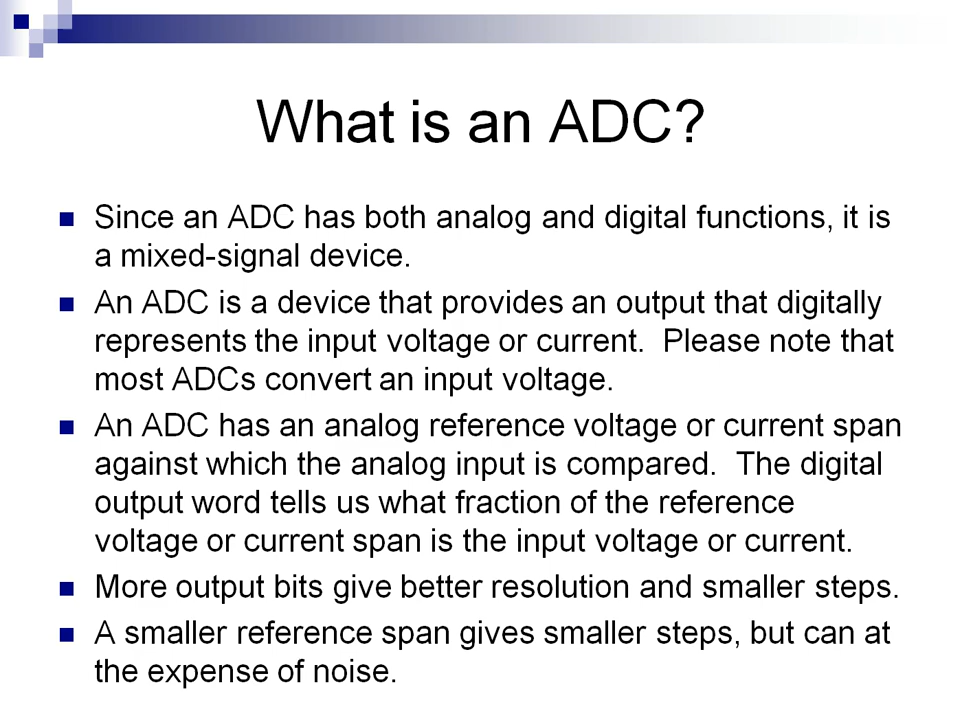 What is an ADC?
Since an ADC has both analog and digital functions, it is
a mixed-signal device.
An ADC is a device that provides an output that digitally
represents the input voltage or current.  Please note that
most ADCs convert an input voltage.
An ADC has an analog reference voltage or current span
against which the analog input is compared.  The digital
output word tells us what fraction of the reference
voltage or current span is the input voltage or current.
More output bits give better resolution and smaller steps.
A smaller reference span gives smaller steps, but can at
the expense of noise.